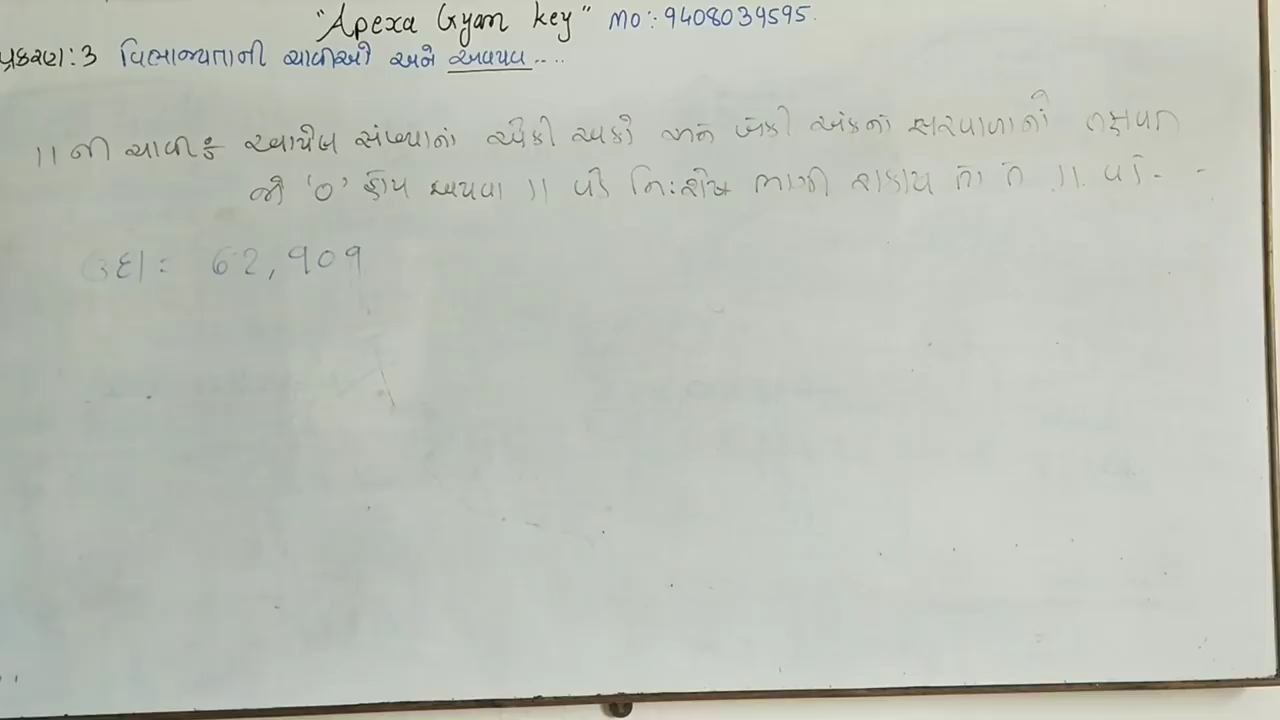 "Apexa Gyan key" mo:-9408039595.
પ્રકરણ:3 વિભાજ્યતાની ચાવીઓ અને અવયવ....
11 ની ચાવી આપેલ સંખ્યાના એકી અંકો અને બેકી અંકના સરવાળાનો તફાવત
જો '0' હોય અથવા 11 વડે નિઃશેષ ભાગી શકાય તો તે 11 વડે - -
ઉદા: 62,909